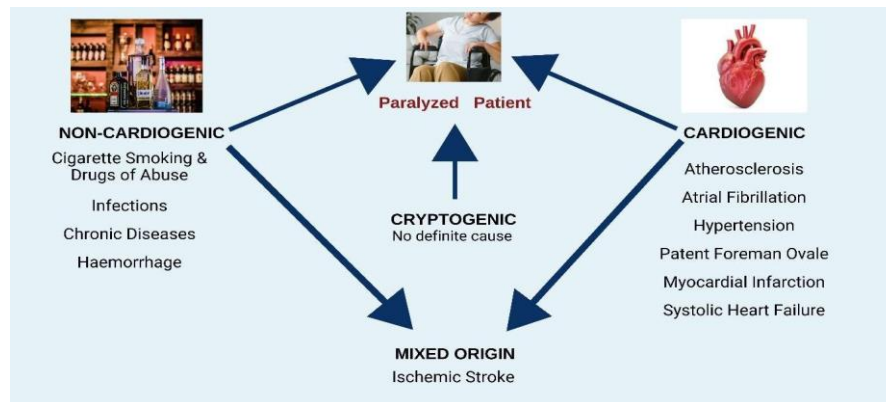 Paralyzed Patient
NON-CARDIOGENIC
Cigarette Smoking &
Drugs of Abuse
Infections
Chronic Diseases
Haemorrhage
CRYPTOGENIC
No definite cause
CARDIOGENIC
Atherosclerosis
Atrial Fibrillation
Hypertension
Patent Foreman Ovale
Myocardial Infarction
Systolic Heart Failure
MIXED ORIGIN
Ischemic Stroke